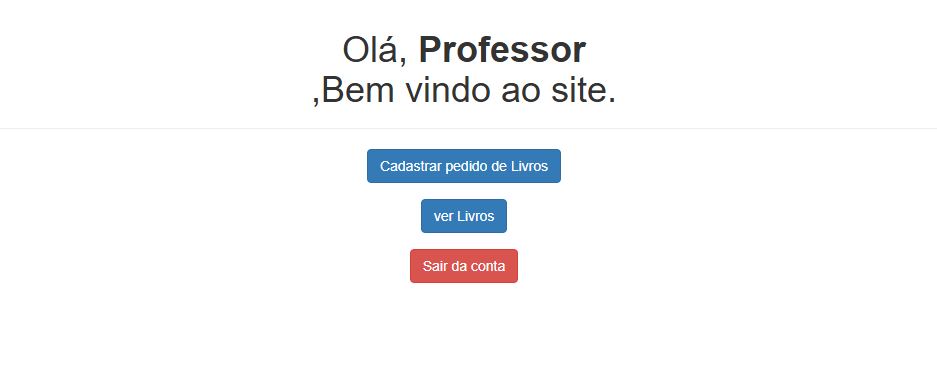 Olá, Professor
,Bem vindo ao site.
Cadastrar pedido de Livros
ver Livros
Sair da conta